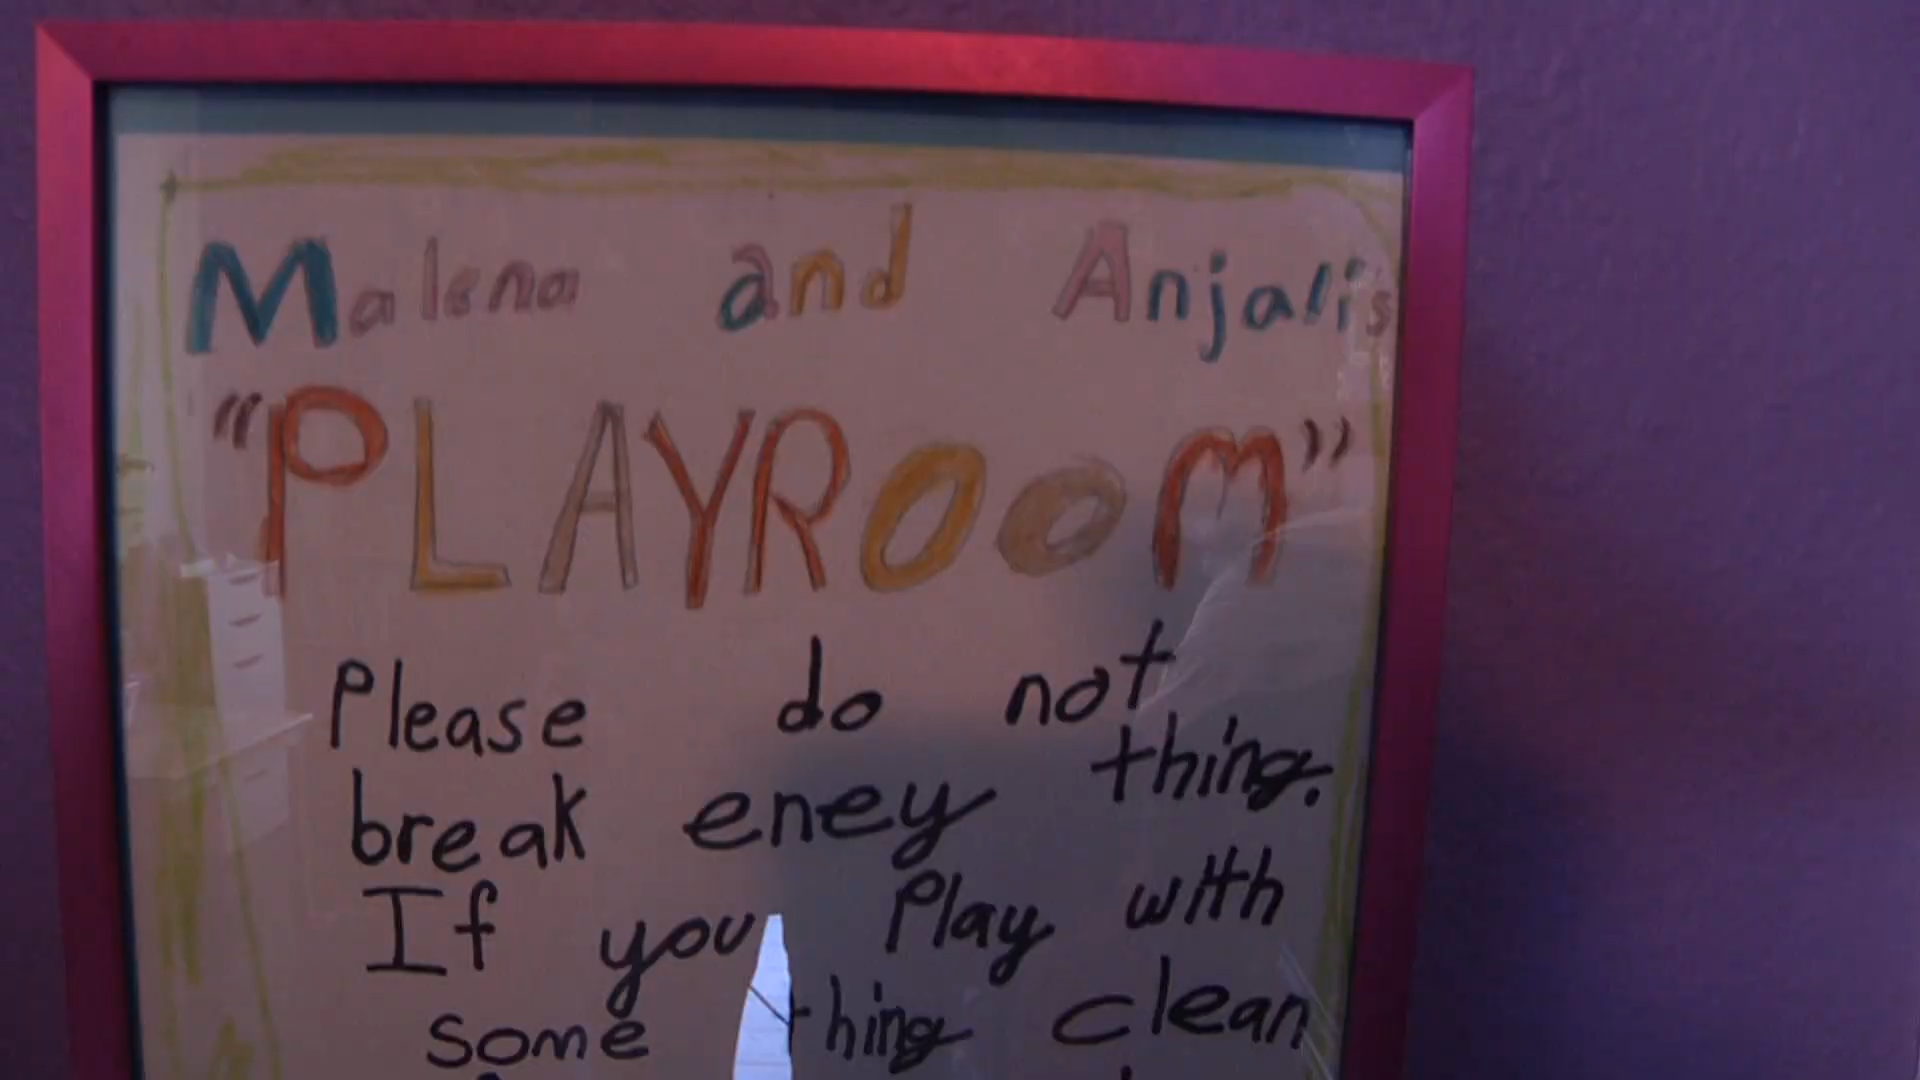 Malena and Anjali's
"PLAYROOM"
Please do not
break eney thing.
If you Play with
some thing clean